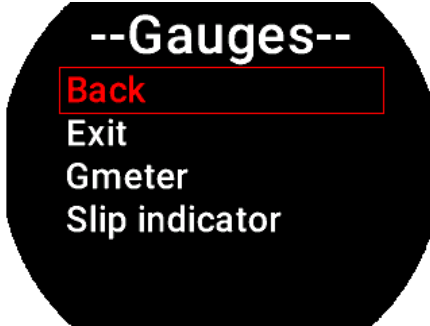 --Gauges--
Back
Exit
Gmeter
Slip indicator